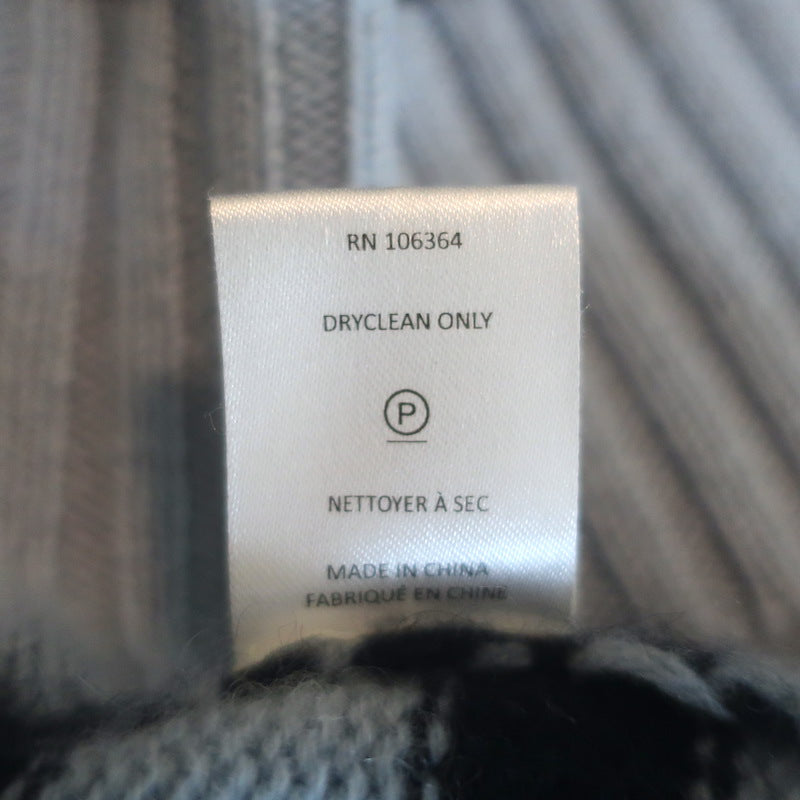 RN 106364
DRYCLEAN ONLY
P
NETTOYER À SEC
MADE IN CHINA
FABRIQUÉ EN CHINE